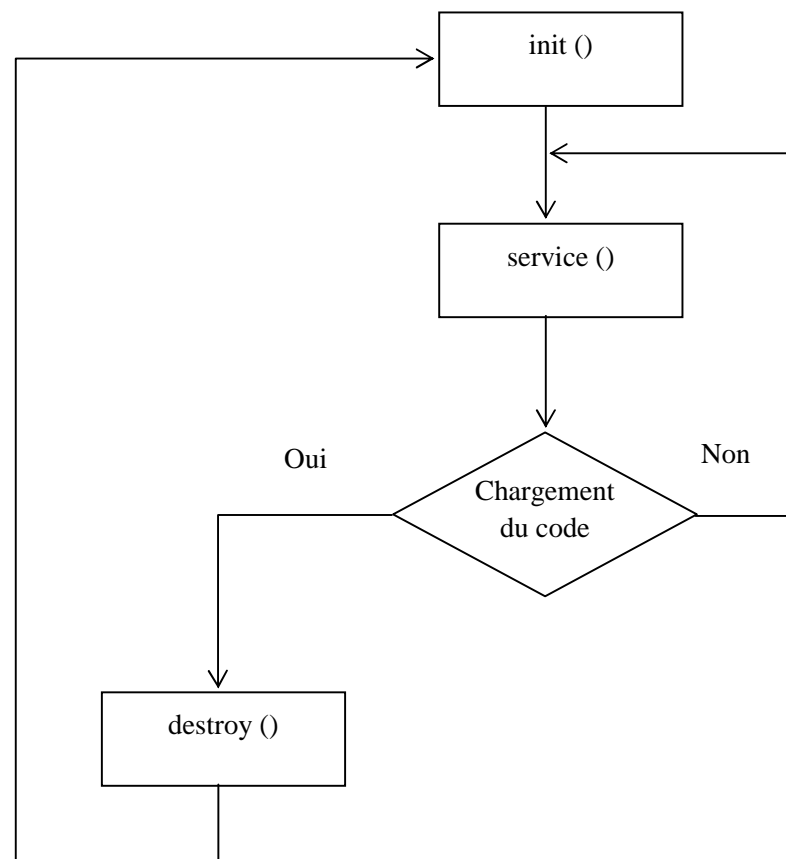 init ()
service ()
Oui
Non
Chargement
du code
destroy ()